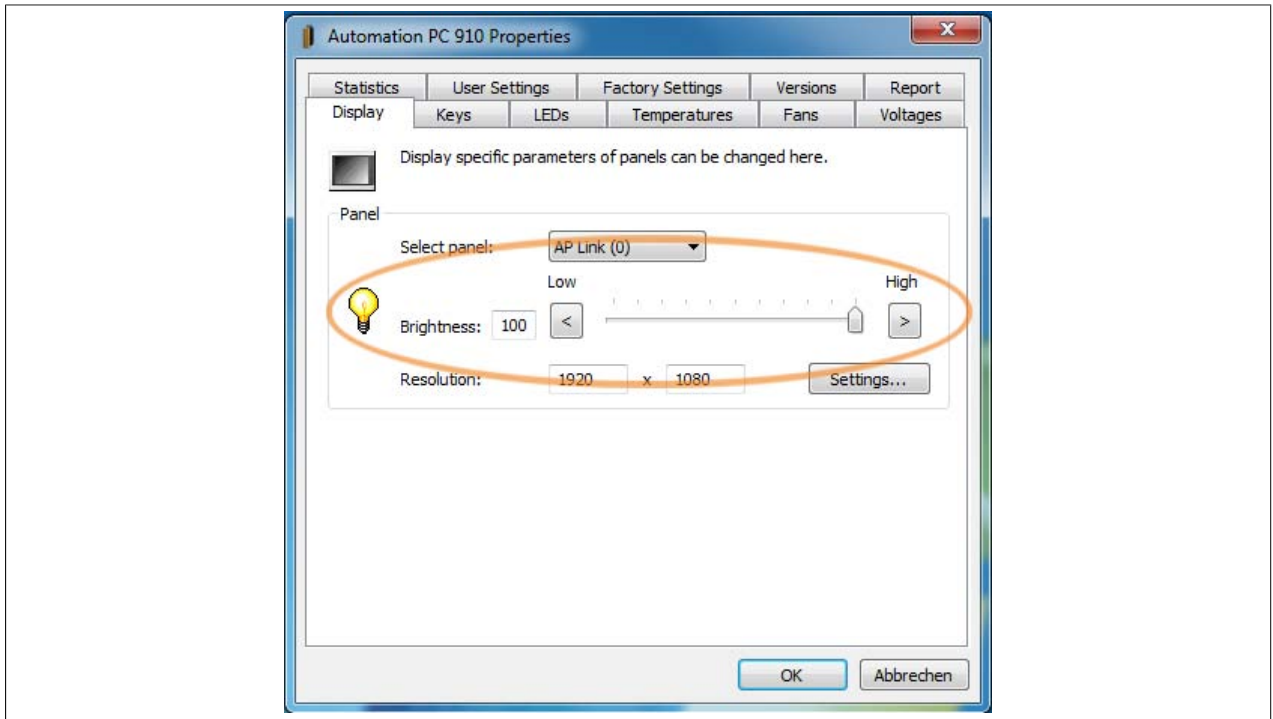 Automation PC 910 Properties
Statistics User Settings Factory Settings Versions Report
Display Keys LEDs Temperatures Fans Voltages
Display specific parameters of panels can be changed here.
Panel
Select panel: AP Link (0)
Low High
Brightness: 100 < >
Resolution: 1920 x 1080 Settings...
OK Abbrechen